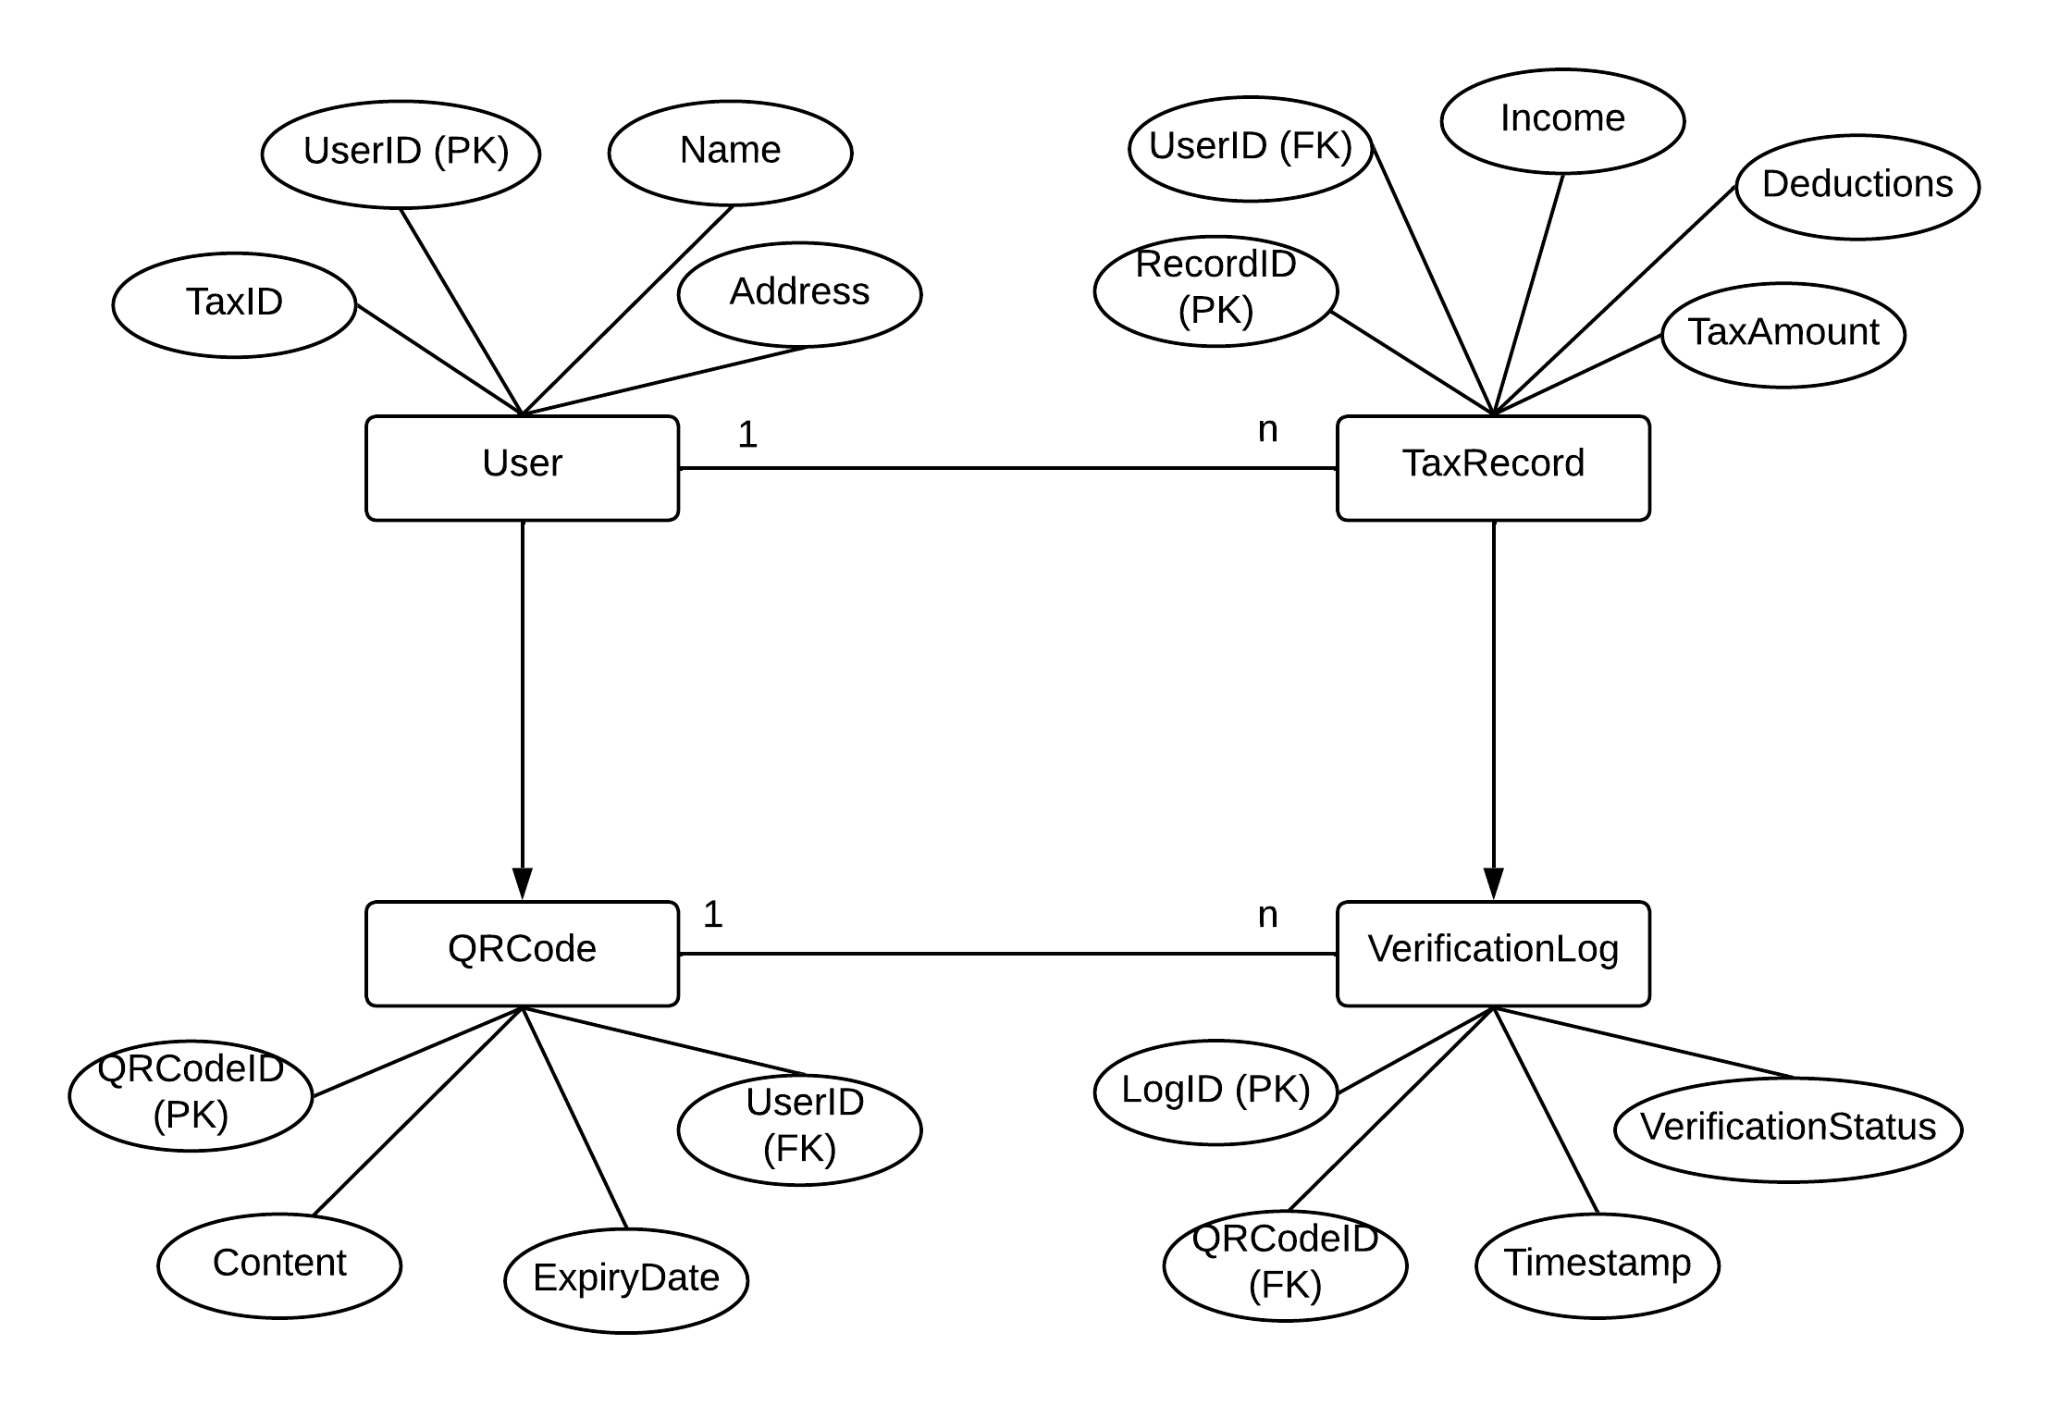 UserID (PK)
Name
TaxID
Address
UserID (FK)
Income
Deductions
RecordID
(PK)
TaxAmount
User
1
n
TaxRecord
QRCode
1
n
VerificationLog
QRCodeID
(PK)
UserID
(FK)
Content
ExpiryDate
LogID (PK)
VerificationStatus
QRCodeID
(FK)
Timestamp